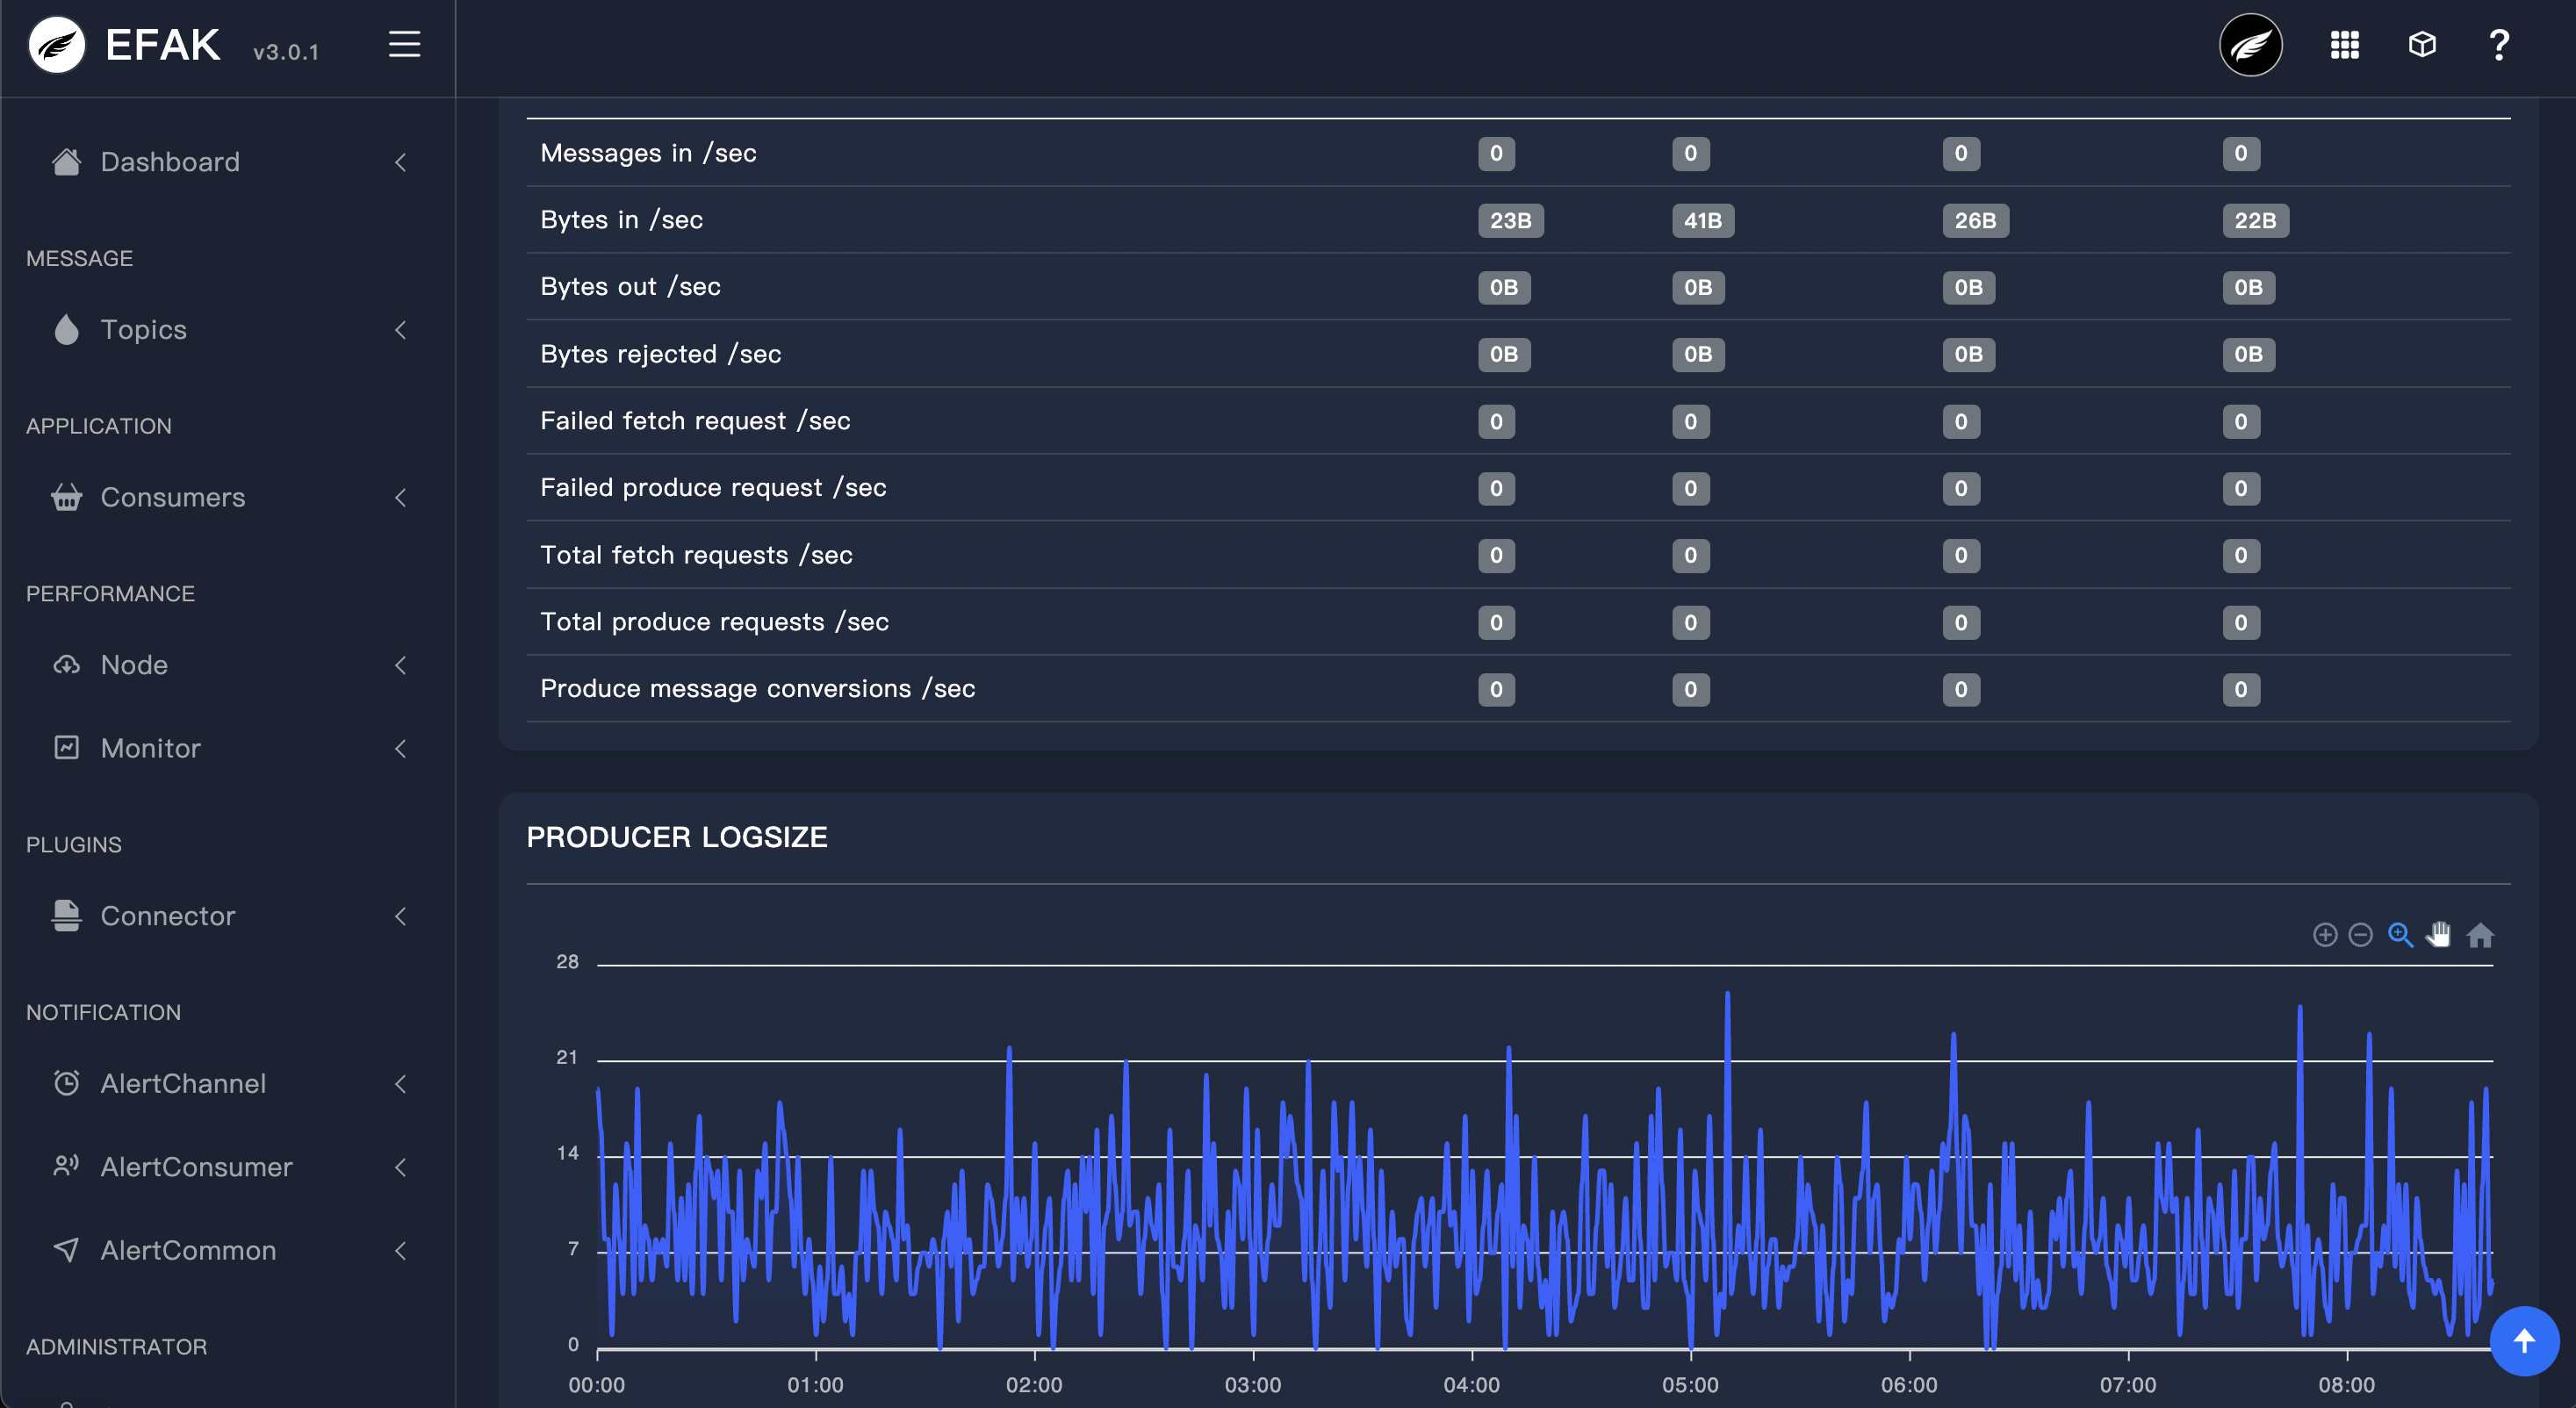 EFAK v3.0.1
Dashboard
MESSAGE
Topics
APPLICATION
Consumers
PERFORMANCE
Node
Monitor
PLUGINS
Connector
NOTIFICATION
AlertChannel
AlertConsumer
AlertCommon
ADMINISTRATOR
Messages in /sec 0 0 0 0
Bytes in /sec 23B 41B 26B 22B
Bytes out /sec 0B 0B 0B 0B
Bytes rejected /sec 0B 0B 0B 0B
Failed fetch request /sec 0 0 0 0
Failed produce request /sec 0 0 0 0
Total fetch requests /sec 0 0 0 0
Total produce requests /sec 0 0 0 0
Produce message conversions /sec 0 0 0 0
PRODUCER LOGSIZE
28
21
14
7
0
00:00 01:00 02:00 03:00 04:00 05:00 06:00 07:00 08:00